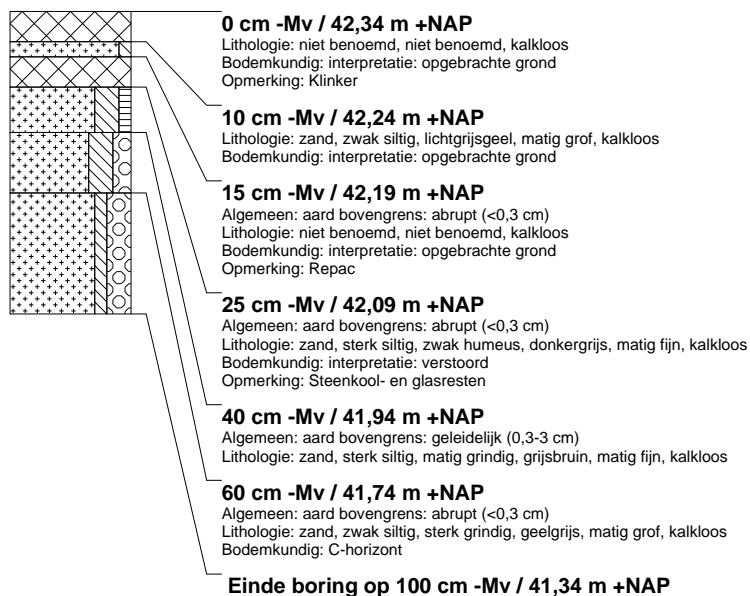 0 cm -Mv / 42,34 m +NAP
Lithologie: niet benoemd, niet benoemd, kalkloos
Bodemkundig: interpretatie: opgebrachte grond
Opmerking: Klinker
10 cm -Mv / 42,24 m +NAP
Lithologie: zand, zwak siltig, lichtgrijsgeel, matig grof, kalkloos
Bodemkundig: interpretatie: opgebrachte grond
15 cm -Mv / 42,19 m +NAP
Algemeen: aard bovengrens: abrupt (<0,3 cm)
Lithologie: niet benoemd, niet benoemd, kalkloos
Bodemkundig: interpretatie: opgebrachte grond
Opmerking: Repac
25 cm -Mv / 42,09 m +NAP
Algemeen: aard bovengrens: abrupt (<0,3 cm)
Lithologie: zand, sterk siltig, zwak humeus, donkergrijs, matig fijn, kalkloos
Bodemkundig: interpretatie: verstoord
Opmerking: Steenkool- en glasresten
40 cm -Mv / 41,94 m +NAP
Algemeen: aard bovengrens: geleidelijk (0,3-3 cm)
Lithologie: zand, sterk siltig, matig grindig, grijsbruin, matig fijn, kalkloos
60 cm -Mv / 41,74 m +NAP
Algemeen: aard bovengrens: abrupt (<0,3 cm)
Lithologie: zand, zwak siltig, sterk grindig, geelgrijs, matig grof, kalkloos
Bodemkundig: C-horizont
Einde boring op 100 cm -Mv / 41,34 m +NAP